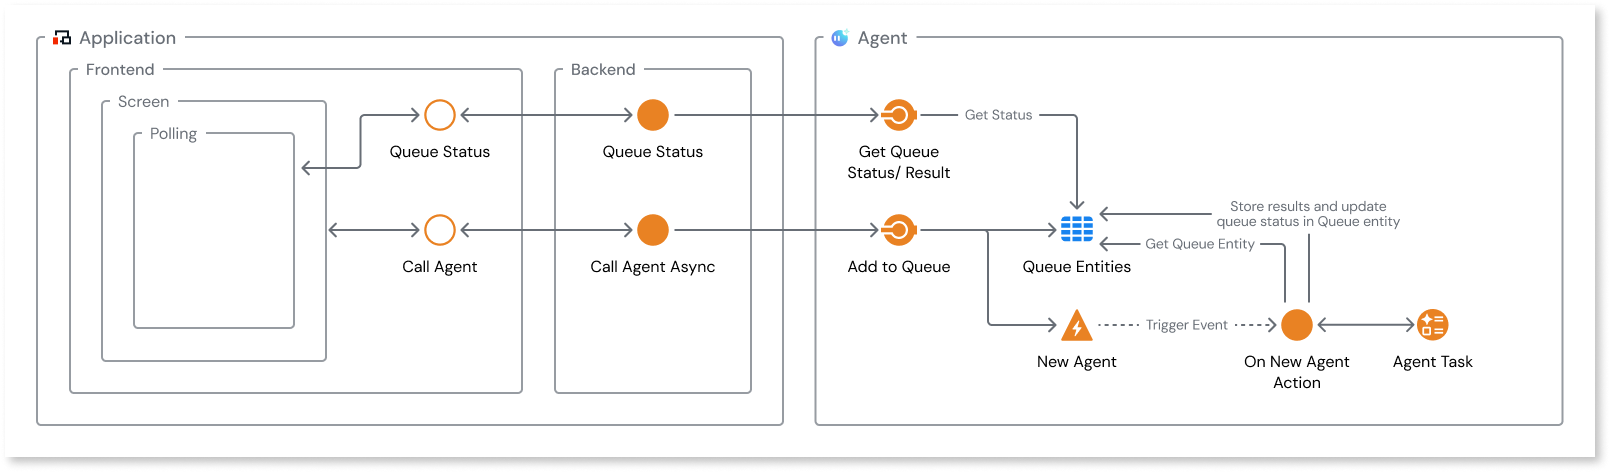 Application
Agent
Frontend
Backend
Screen
Polling
Queue Status
Queue Status
Get Queue
Status/ Result
Get Status
Store results and update
queue status in Queue entity
Get Queue Entity
Call Agent
Call Agent Async
Add to Queue
Queue Entities
Trigger Event
New Agent
On New Agent
Action
Agent Task